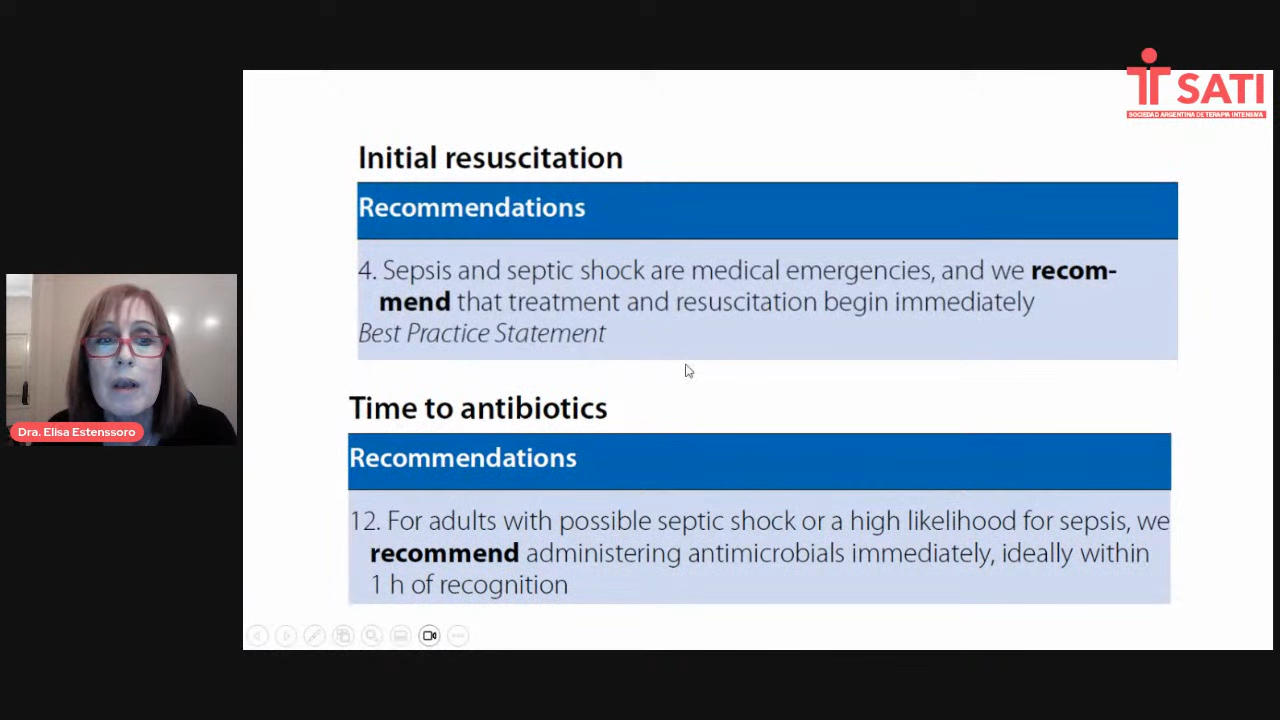 SATI
SOCIEDAD ARGENTINA DE TERAPIA INTENSIVA
Initial resuscitation
Recommendations
4. Sepsis and septic shock are medical emergencies, and we recom-
mend that treatment and resuscitation begin immediately
Best Practice Statement
Dra. Elisa Estenssoro
Time to antibiotics
Recommendations
12. For adults with possible septic shock or a high likelihood for sepsis, we
recommend administering antimicrobials immediately, ideally within
1 h of recognition